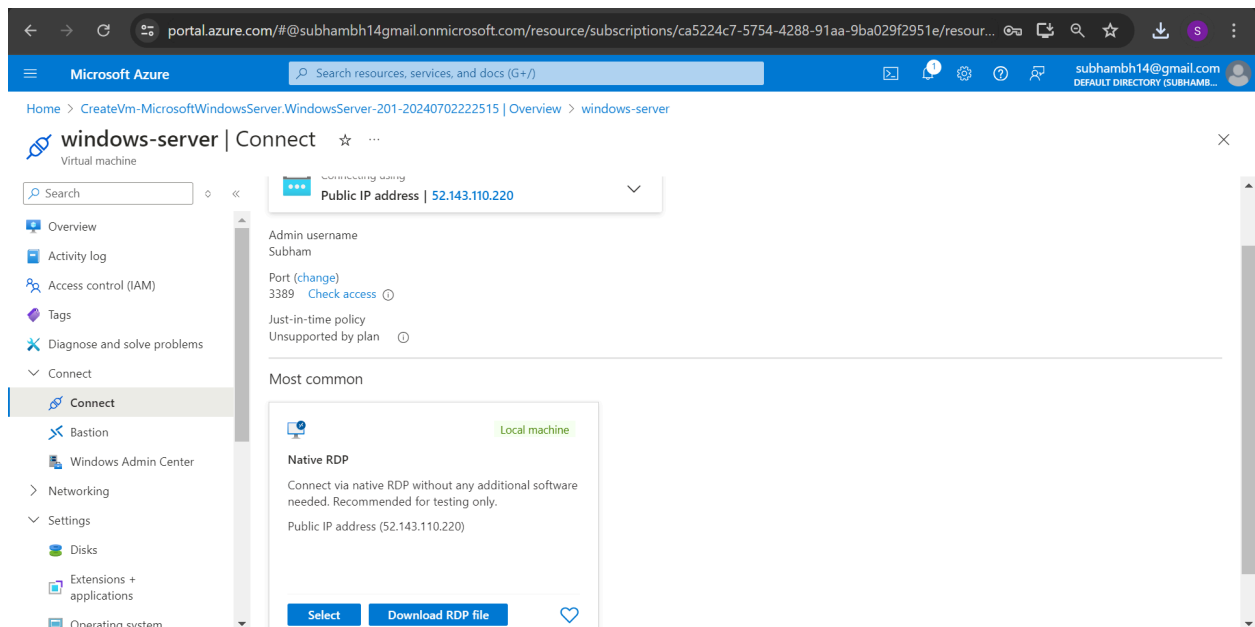 portal.azure.com/#@subhambh14gmail.onmicrosoft.com/resource/subscriptions/ca5224c7-5754-4288-91aa-9ba029f2951e/resour...
S
Microsoft Azure
Search resources, services, and docs (G+/)
1
subhambh14@gmail.com
DEFAULT DIRECTORY (SUBHAMB...
Home > CreateVm-MicrosoftWindowsServer.WindowsServer-201-20240702222515 | Overview > windows-server
windows-server | Connect
Virtual machine
Search
Overview
Activity log
Access control (IAM)
Tags
Diagnose and solve problems
Connect
Connect
Bastion
Windows Admin Center
Networking
Settings
Disks
Extensions +
applications
Operating system
Connecting using
Public IP address | 52.143.110.220
Admin username
Subham
Port (change)
3389 Check access
Just-in-time policy
Unsupported by plan
Most common
Local machine
Native RDP
Connect via native RDP without any additional software
needed. Recommended for testing only.
Public IP address (52.143.110.220)
Select
Download RDP file